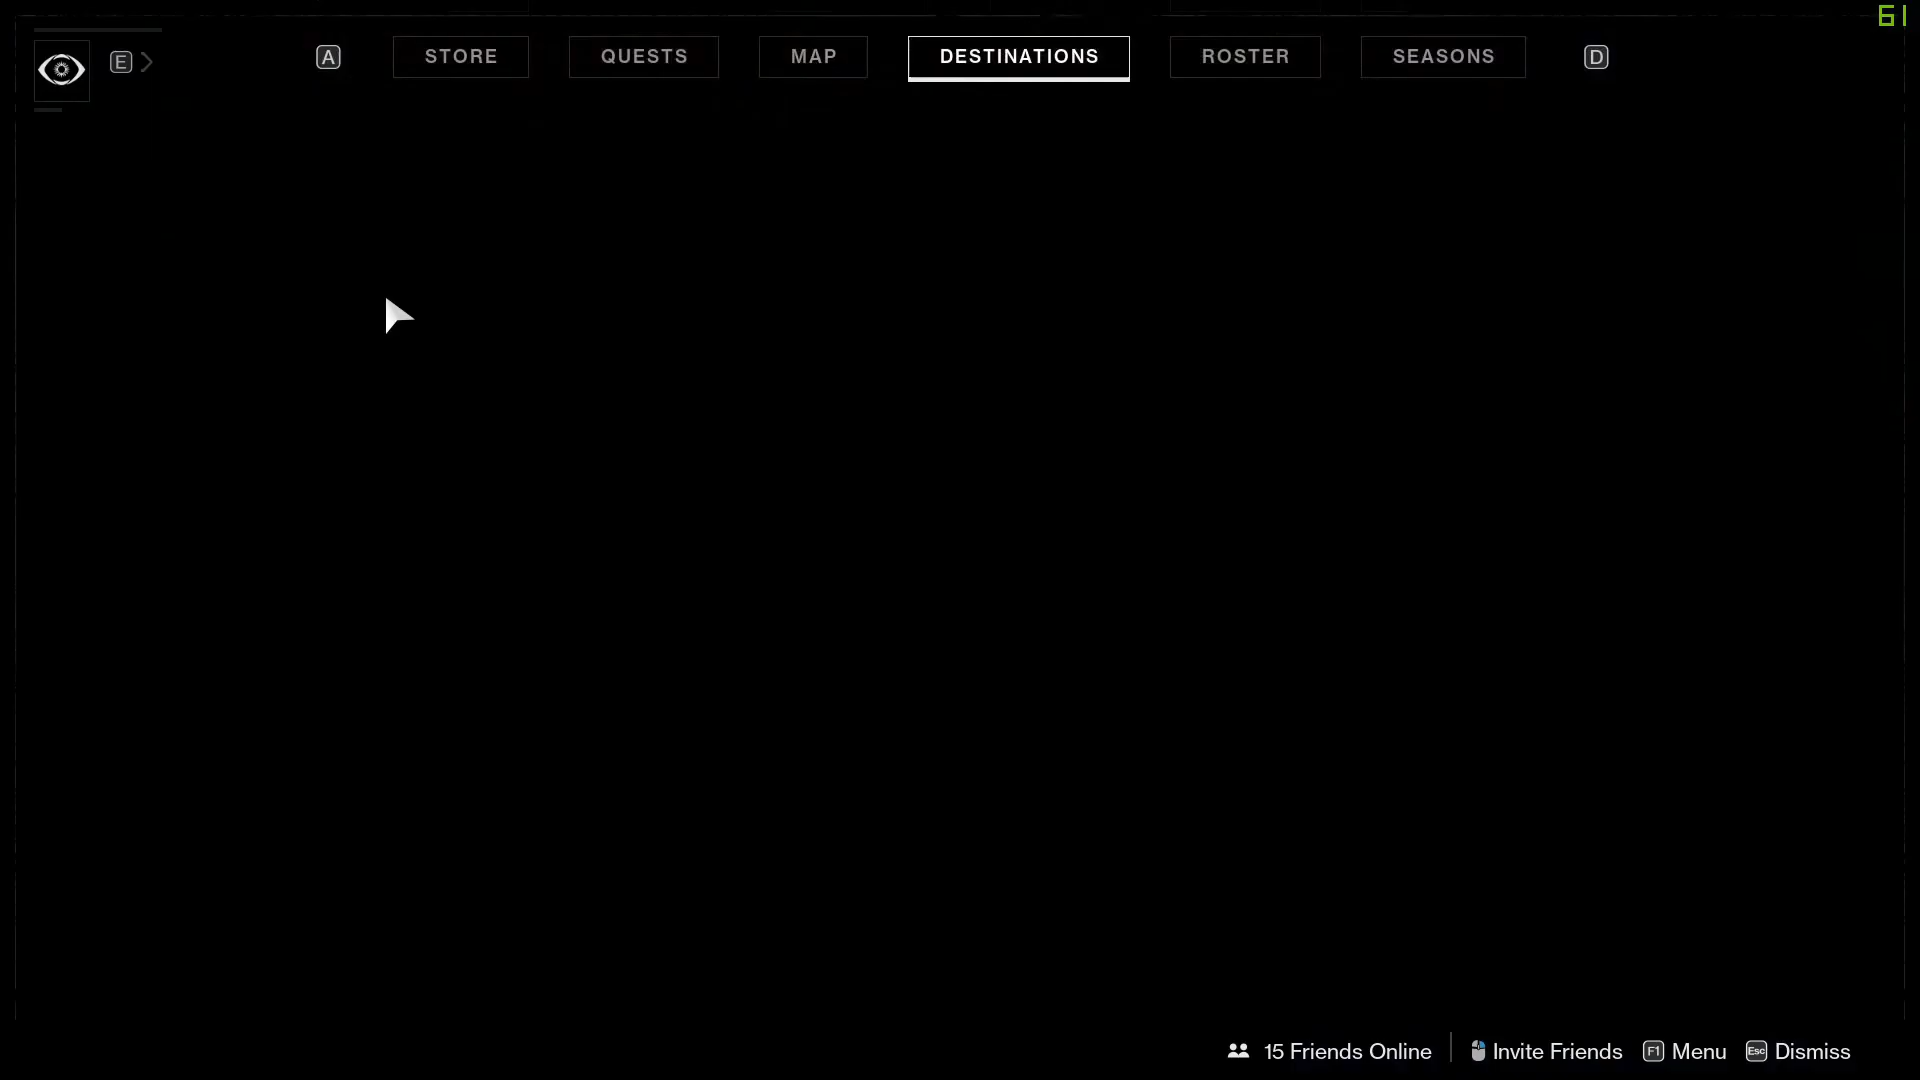 61
E
A
STORE
QUESTS
MAP
DESTINATIONS
ROSTER
SEASONS
D
15 Friends Online
Invite Friends
F1 Menu
Esc Dismiss